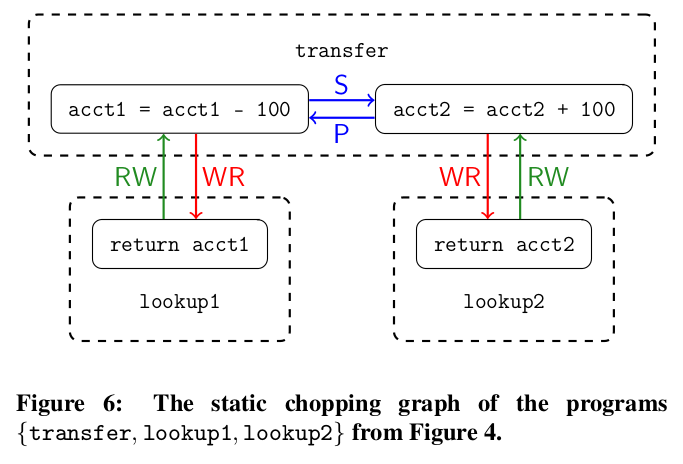 transfer
S
acct1 = acct1 - 100
acct2 = acct2 + 100
P
RW
WR
WR
RW
return acct1
return acct2
lookup1
lookup2
Figure 6: The static chopping graph of the programs
{transfer, lookup1, lookup2} from Figure 4.